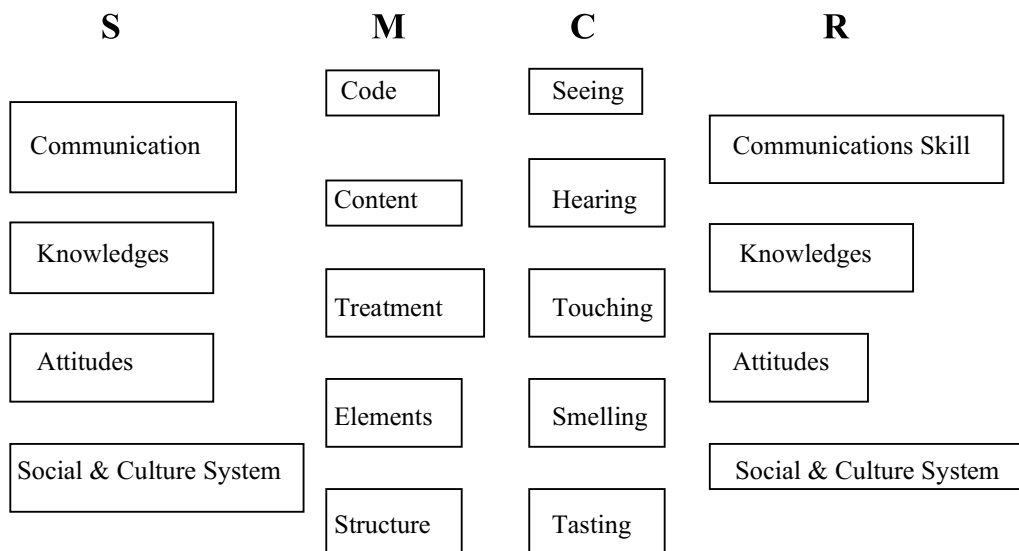 S M C R
Code Seeing
Communication Communications Skill
Content Hearing
Knowledges Knowledges
Treatment Touching
Attitudes Attitudes
Elements Smelling
Social & Culture System Social & Culture System
Structure Tasting